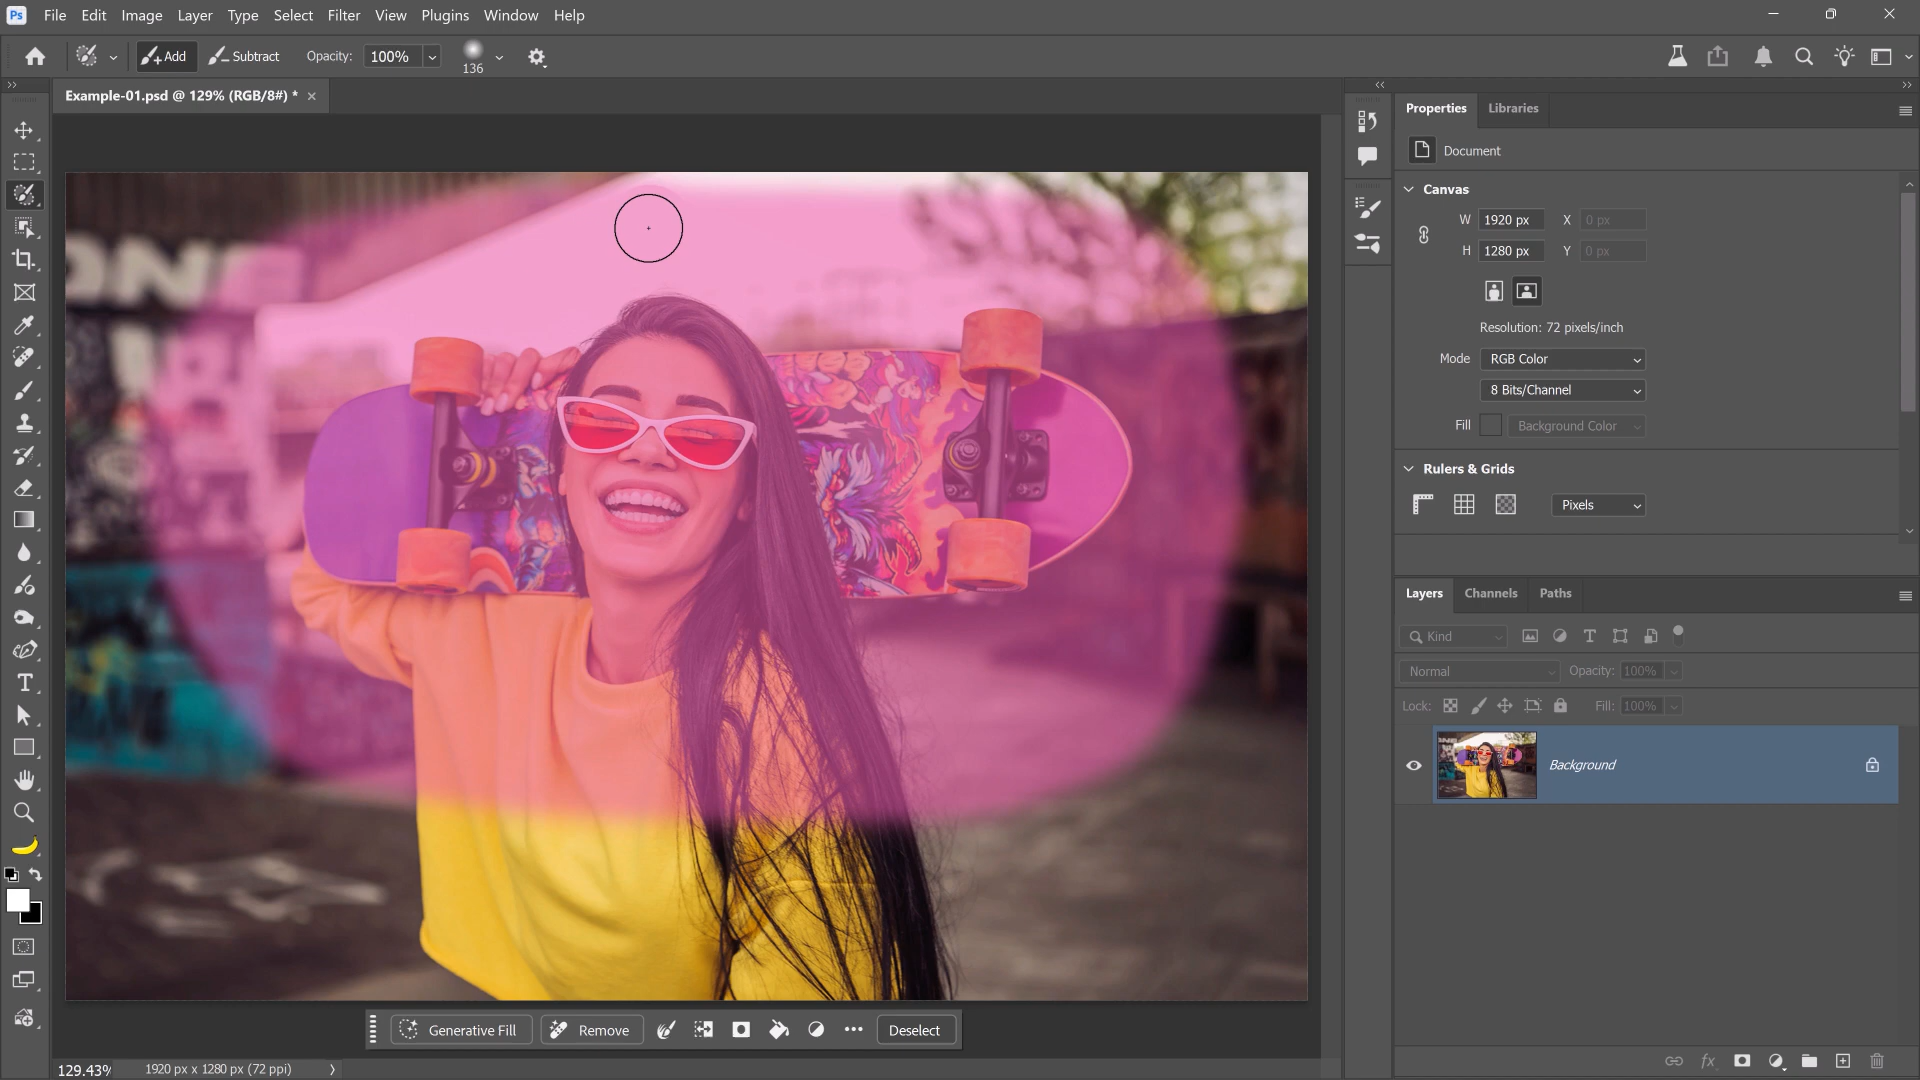 Ps File Edit Image Layer Select Type Filter View Plugins Window Help
Add Subtract Opacity: 100% 136
Example-01.psd @ 129% (RGB/8#) * ×
Properties Libraries
Document
Canvas
W 1920 px X 0 px
H 1280 px Y 0 px
Resolution: 72 pixels/inch
Mode RGB Color
8 Bits/Channel
Fill Background Color
Rulers & Grids
Pixels
Layers Channels Paths
Kind
Normal Opacity: 100%
Lock: Fill: 100%
Background
Generative Fill Remove Deselect
129.43% 1920 px x 1280 px (72 ppi)